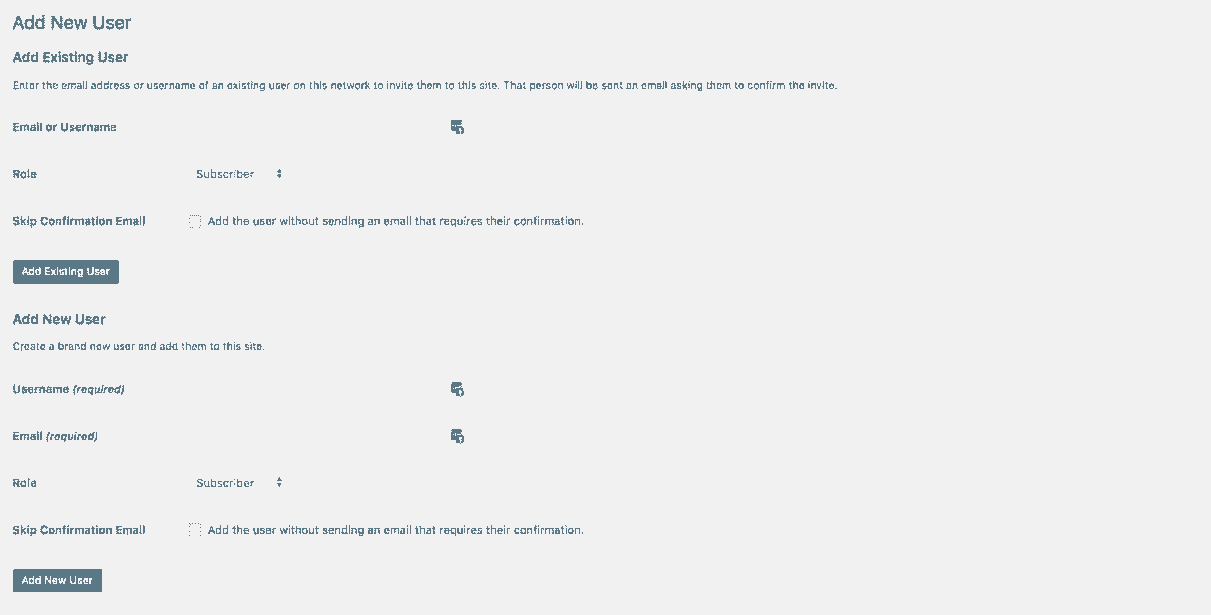 Add New User
Add Existing User
Enter the email address or username of an existing user on this network to invite them to this site. That person will be sent an email asking them to confirm the invite.
Email or Username
Role Subscriber
Skip Confirmation Email Add the user without sending an email that requires their confirmation.
Add Existing User
Add New User
Create a brand new user and add them to this site.
Username (required)
Email (required)
Role Subscriber
Skip Confirmation Email Add the user without sending an email that requires their confirmation.
Add New User